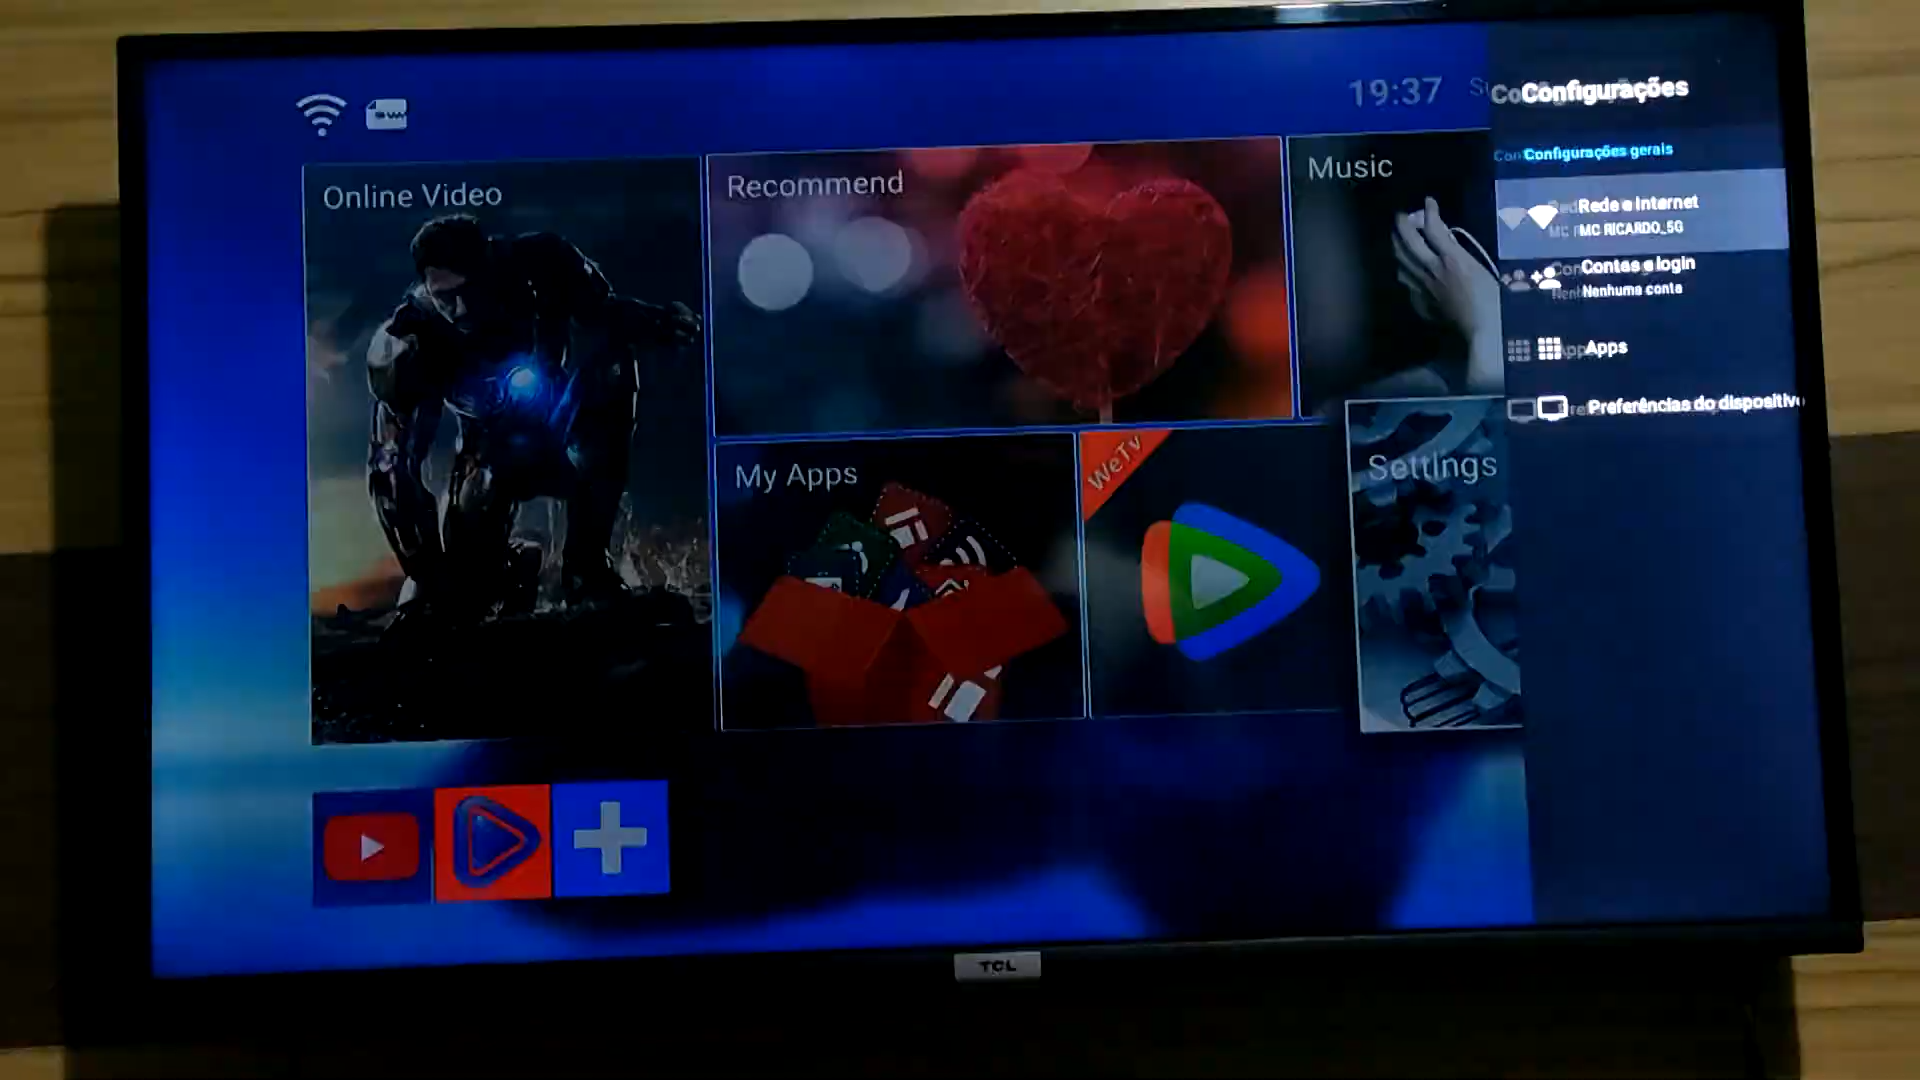 19:37
Configurações
Configurações gerais
Online Video
Recommend
Music
Rede e Internet
MC RICARDO_5G
Contas e login
Nenhuma conta
Apps
Preferências do dispositivo
My Apps
WeTv
Settings
TCL